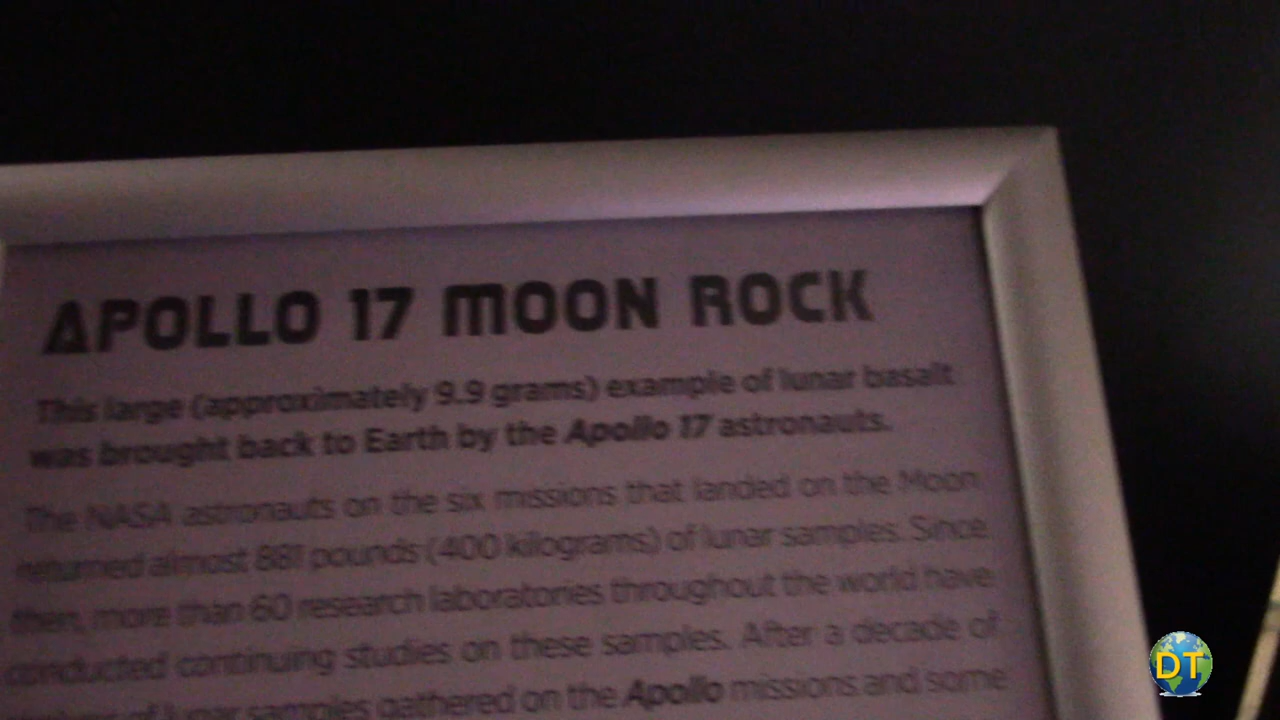 APOLLO 17 MOON ROCK
This large (approximately 9.9 grams) example of lunar basalt
was brought back to Earth by the Apollo 17 astronauts.
The NASA astronauts on the six missions that landed on the Moon
returned almost 881 pounds (400 kilograms) of lunar samples. Since
then, more than 60 research laboratories throughout the world have
conducted continuing studies on these samples. After a decade of
of lunar samples gathered on the Apollo missions and some
DT